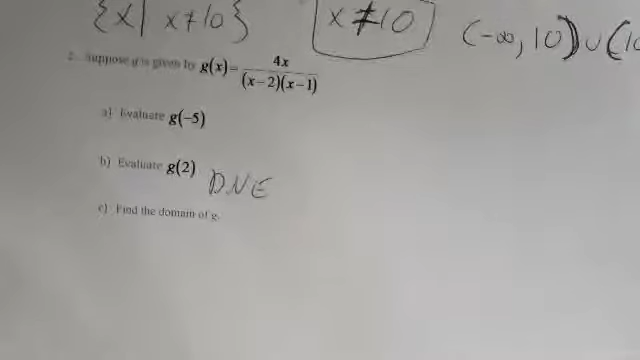 {x| x≠10} x≠10 (-∞, 10) ∪ (10
2. Suppose g is given by g(x) = 4x / (x−2)(x−1)
a) Evaluate g(−5)
b) Evaluate g(2) DNE
c) Find the domain of g.